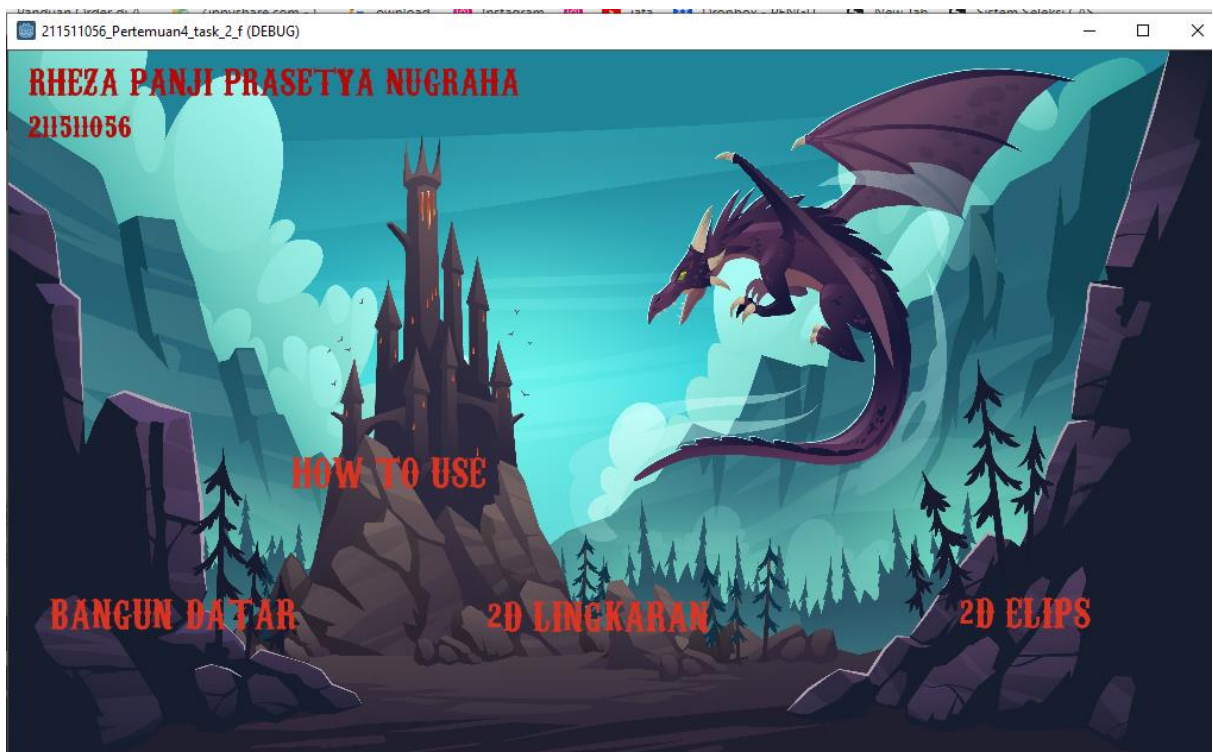 211511056_Pertemuan4_task_2_f (DEBUG)
RHEZA PANJI PRASETYA NUGRAHA
211511056
HOW TO USE
BANGUN DATAR
2D LINGKARAN
2D ELIPS